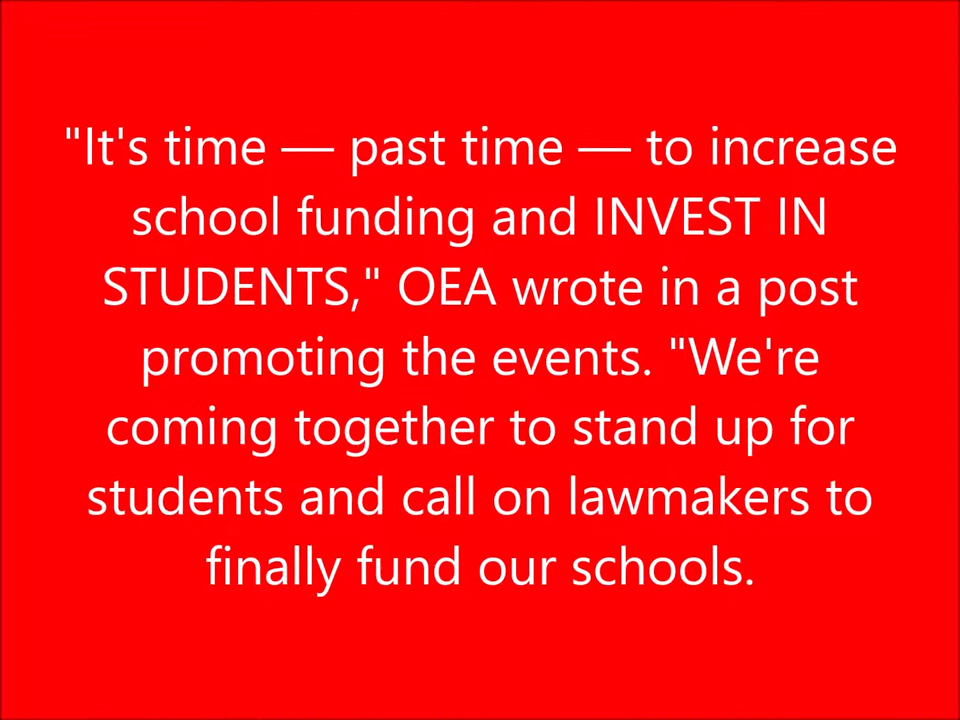 "It's time — past time — to increase
school funding and INVEST IN
STUDENTS," OEA wrote in a post
promoting the events. "We're
coming together to stand up for
students and call on lawmakers to
finally fund our schools.